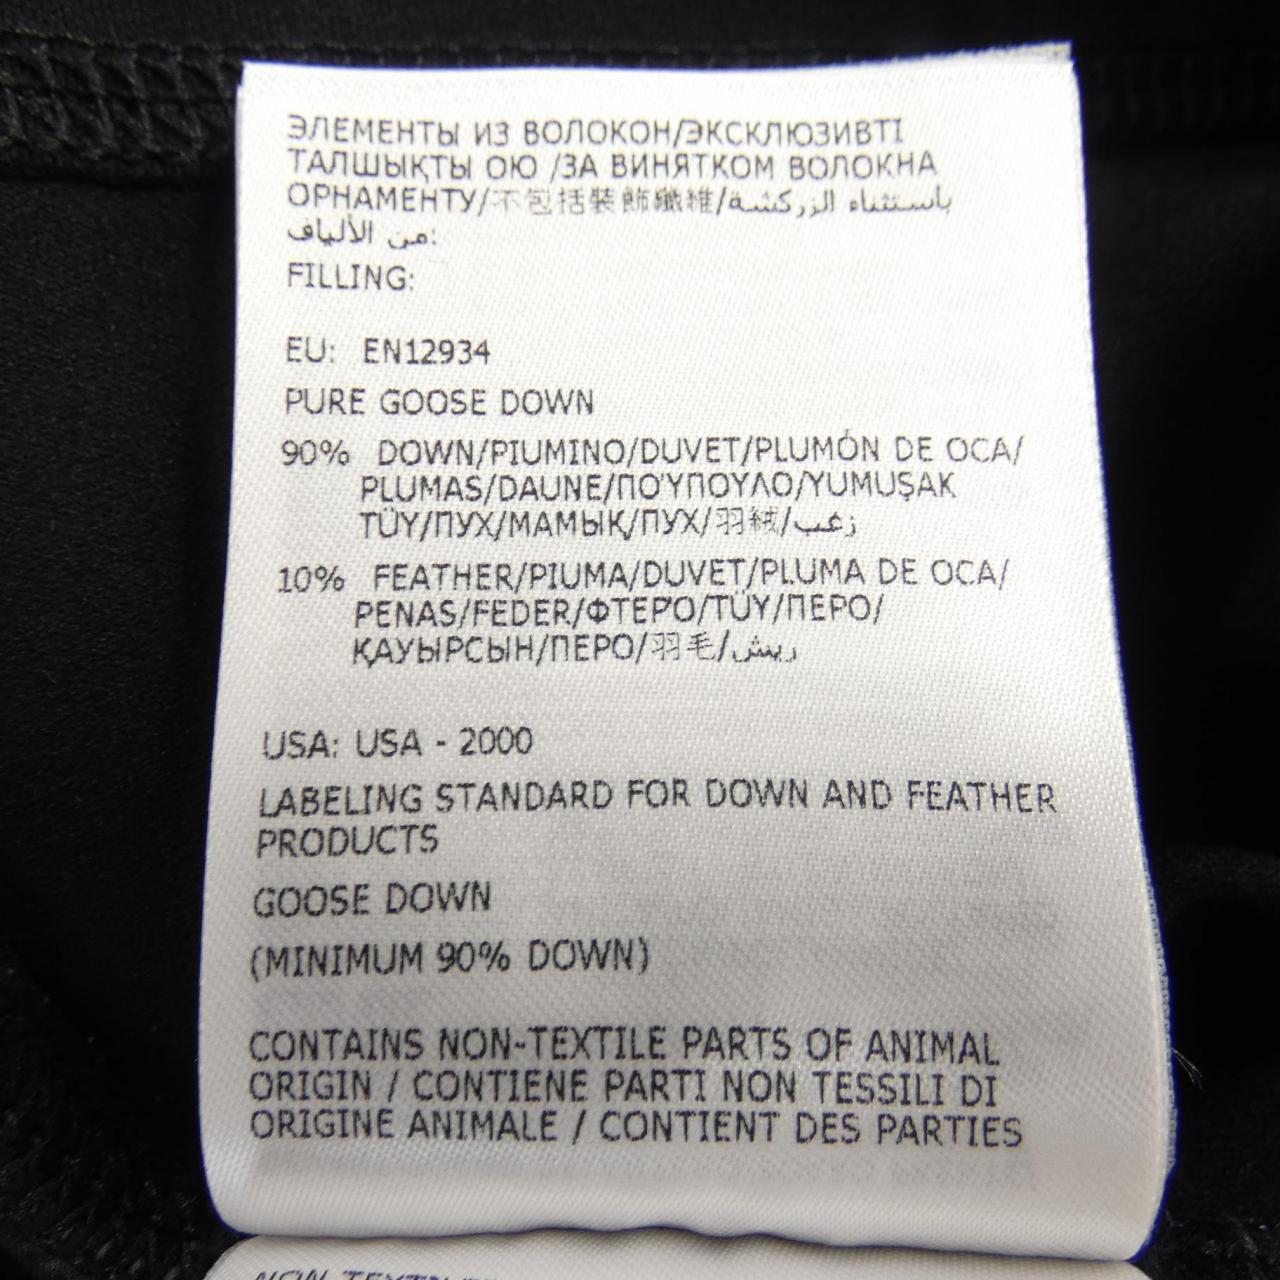 ЭЛЕМЕНТЫ ИЗ ВОЛОКОН/ЭКСКЛЮЗИВТІ
ТАЛШЫҚТЫ ОЮ /ЗА ВИНЯТКОМ ВОЛОКНА
ОРНАМЕНТУ/不包括裝飾纖維/باستثناء الزركشة
من الألياف:
FILLING:
EU: EN12934
PURE GOOSE DOWN
90% DOWN/PIUMINO/DUVET/PLUMÓN DE OCA/
PLUMAS/DAUNE/ΠΟΎΠΟΥΛΟ/YUMUŞAK
TÜY/ПУХ/МАМЫҚ/ПУХ/羽絨/زغب
10% FEATHER/PIUMA/DUVET/PLUMA DE OCA/
PENAS/FEDER/ΦΤΕΡΌ/TÜY/ПЕРО/
ҚАУЫРСЫН/ПЕРО/羽毛/ريش
USA: USA - 2000
LABELING STANDARD FOR DOWN AND FEATHER
PRODUCTS
GOOSE DOWN
(MINIMUM 90% DOWN)
CONTAINS NON-TEXTILE PARTS OF ANIMAL
ORIGIN / CONTIENE PARTI NON TESSILI DI
ORIGINE ANIMALE / CONTIENT DES PARTIES